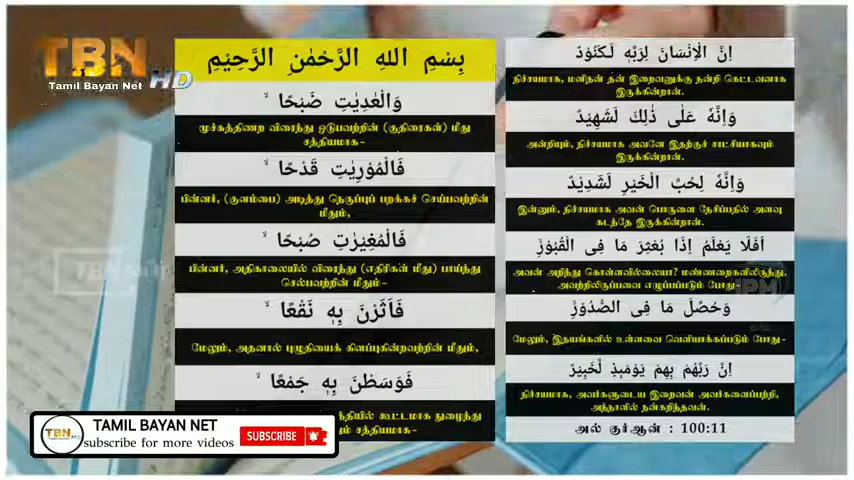 TBN HD
Tamil Bayan Net
بِسْمِ اللهِ الرَّحْمٰنِ الرَّحِيْمِ
وَالْعٰدِيٰتِ ضَبْحًا ۙ
மூச்சுத்திணற விரைந்து ஓடுபவற்றின் (குதிரைகள்) மீது
சத்தியமாக-
فَالْمُوْرِيٰتِ قَدْحًا ۙ
பின்னர், (குளம்பை) அடித்து நெருப்புப் பறக்கச் செய்பவற்றின்
மீதும்,
فَالْمُغِيْرٰتِ صُبْحًا ۙ
பின்னர், அதிகாலையில் விரைந்து (எதிரிகள் மீது) பாய்ந்து
செல்பவற்றின் மீதும்-
فَاَثَرْنَ بِهٖ نَقْعًا ۙ
மேலும், அதனால் புழுதியைக் கிளப்புகின்றவற்றின் மீதும்,
فَوَسَطْنَ بِهٖ جَمْعًا ۙ
கூட்டமாக நுழைந்து
சத்தியமாக-
اِنَّ الْاِنْسَانَ لِرَبِّهٖ لَـكَنُوْدٌ
நிச்சயமாக, மனிதன் தன் இறைவனுக்கு நன்றி கெட்டவனாக
இருக்கின்றான்.
وَاِنَّهٗ عَلٰى ذٰلِكَ لَشَهِيْدٌ
அன்றியும், நிச்சயமாக அவனே இதற்குச் சாட்சியாகவும்
இருக்கின்றான்.
وَاِنَّهٗ لِحُبِّ الْخَيْرِ لَشَدِيْدٌ
இன்னும், நிச்சயமாக அவன் பொருளை நேசிப்பதில் அளவு
கடந்தே இருக்கின்றான்.
اَفَلَا يَعْلَمُ اِذَا بُعْثِرَ مَا فِى الْقُبُوْرِۙ
அவன் அறிந்து கொள்ளவில்லையா? மண்ணறைகளிலிருந்து,
அவற்றிலிருப்பவை எழுப்பப்படும் போது-
وَحُصِّلَ مَا فِى الصُّدُوْرِۙ
மேலும், இதயங்களில் உள்ளவை வெளியாக்கப்படும் போது-
اِنَّ رَبَّهُمْ بِهِمْ يَوْمَٮِٕذٍ لَّخَبِيْرٌ
நிச்சயமாக, அவர்களுடைய இறைவன் அவர்களைப்பற்றி,
அந்நாளில் நன்கறிந்தவன்.
அல் குர்ஆன் : 100:11
TBN
TAMIL BAYAN NET
subscribe for more videos
SUBSCRIBE